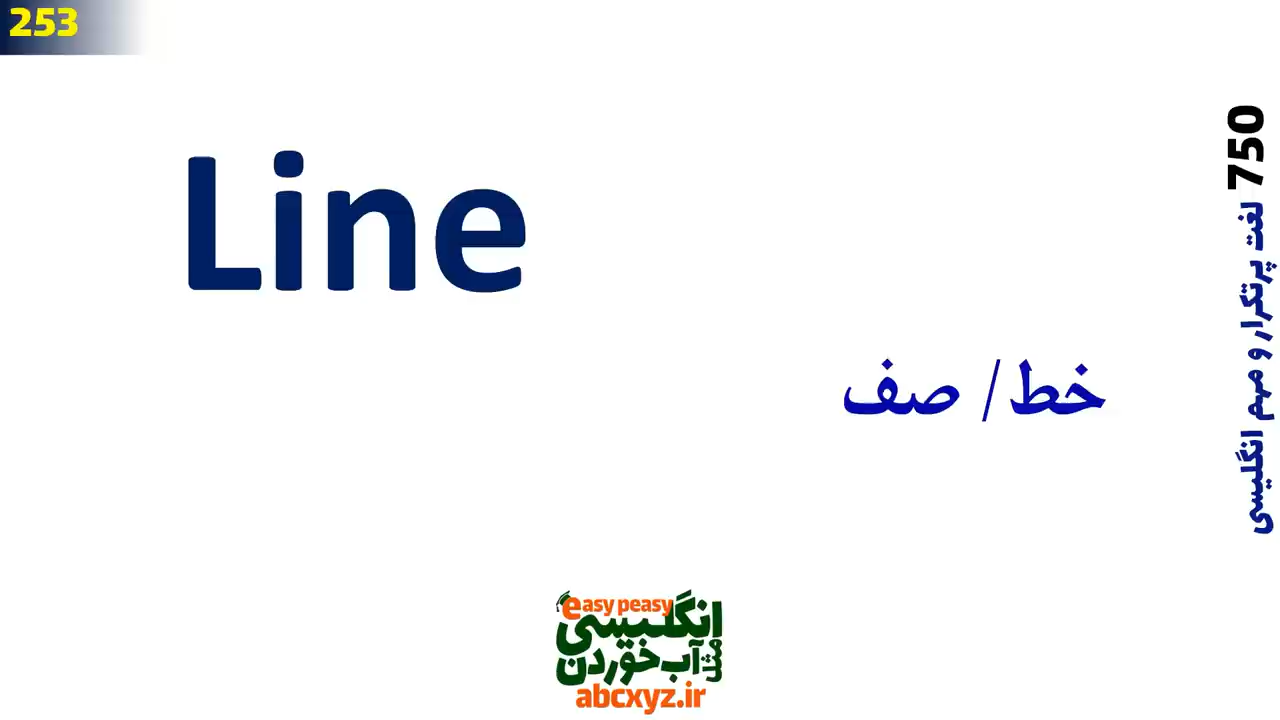 253
Line
خط/ صف
750 لغت پرتکرار و مهم انگلیسی
easy peasy
انگلیسی
مثل آب خوردن
abcxyz.ir